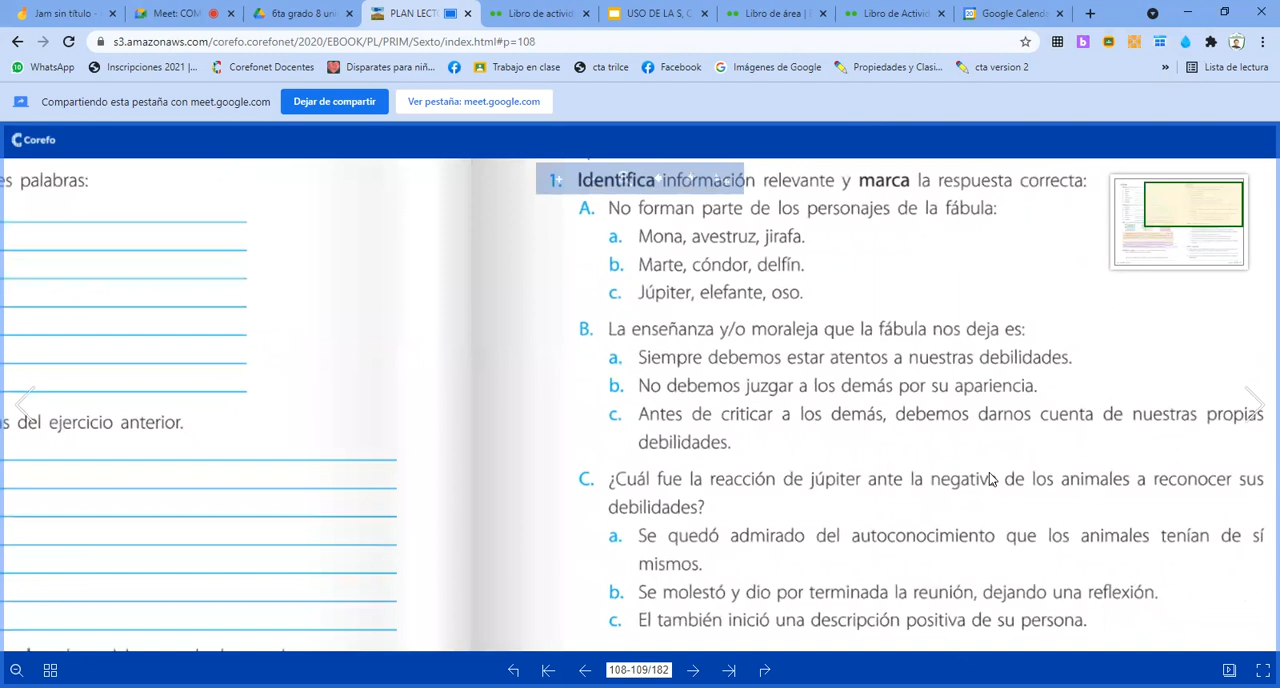 Jam sin título -
Meet: COM
6ta grado 8 uni
PLAN LECTO
Libro de activid
USO DE LA S, C
Libro de área | E
Libro de Activid
Google Calenda
s3.amazonaws.com/corefo.corefonet/2020/EBOOK/PL/PRIM/Sexto/index.html#p=108
WhatsApp
Inscripciones 2021 |...
Corefonet Docentes
Disparates para niñ...
Trabajo en clase
cta trilce
Facebook
Imágenes de Google
Propiedades y Clasi...
cta version 2
»
Lista de lectura
Compartiendo esta pestaña con meet.google.com
Dejar de compartir
Ver pestaña: meet.google.com
Corefo
es palabras:
s del ejercicio anterior.
1. Identifica información relevante y marca la respuesta correcta:
A. No forman parte de los personajes de la fábula:
a. Mona, avestruz, jirafa.
b. Marte, cóndor, delfín.
c. Júpiter, elefante, oso.
B. La enseñanza y/o moraleja que la fábula nos deja es:
a. Siempre debemos estar atentos a nuestras debilidades.
b. No debemos juzgar a los demás por su apariencia.
c. Antes de criticar a los demás, debemos darnos cuenta de nuestras propias
debilidades.
C. ¿Cuál fue la reacción de júpiter ante la negativa de los animales a reconocer sus
debilidades?
a. Se quedó admirado del autoconocimiento que los animales tenían de sí
mismos.
b. Se molestó y dio por terminada la reunión, dejando una reflexión.
c. El también inició una descripción positiva de su persona.
108-109/182